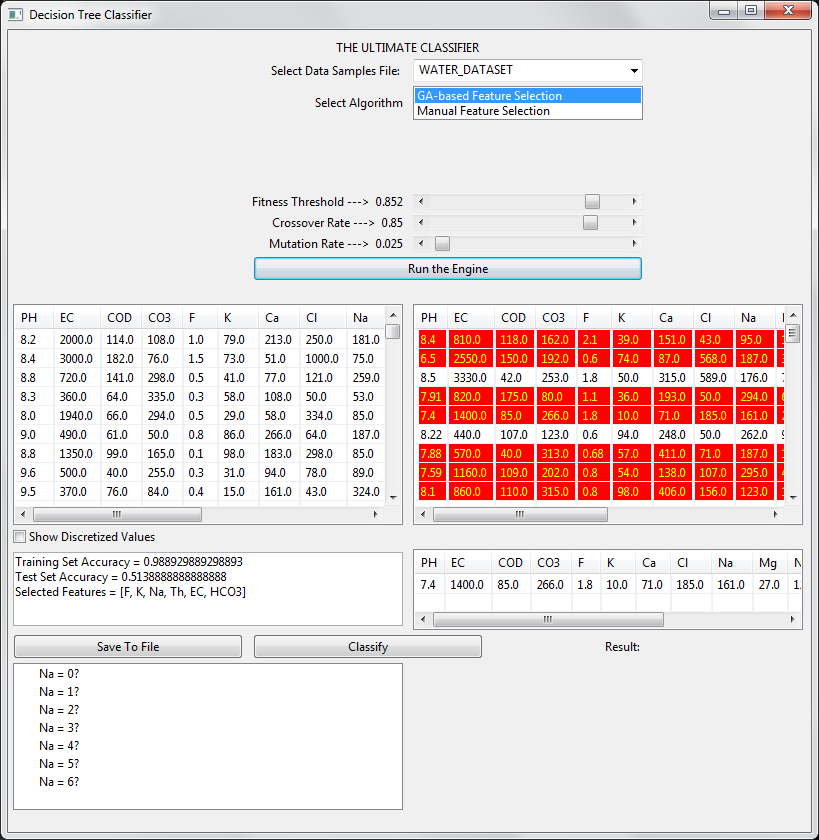 Decision Tree Classifier
THE ULTIMATE CLASSIFIER
Select Data Samples File: WATER_DATASET
Select Algorithm GA-based Feature Selection
Manual Feature Selection
Fitness Threshold ---> 0.852
Crossover Rate ---> 0.85
Mutation Rate ---> 0.025
Run the Engine
PH EC COD CO3 F K Ca Cl Na
8.2 2000.0 114.0 108.0 1.0 79.0 213.0 250.0 181.0
8.4 3000.0 182.0 76.0 1.5 73.0 51.0 1000.0 75.0
8.8 720.0 141.0 298.0 0.5 41.0 77.0 121.0 259.0
8.3 360.0 64.0 335.0 0.3 58.0 108.0 50.0 53.0
8.0 1940.0 66.0 294.0 0.5 29.0 58.0 334.0 85.0
9.0 490.0 61.0 50.0 0.8 86.0 266.0 64.0 187.0
8.8 1350.0 99.0 165.0 0.1 98.0 183.0 298.0 85.0
9.6 500.0 40.0 255.0 0.3 31.0 94.0 78.0 89.0
9.5 370.0 76.0 84.0 0.4 15.0 161.0 43.0 324.0
PH EC COD CO3 F K Ca Cl Na
8.4 810.0 118.0 162.0 2.1 39.0 151.0 43.0 95.0
6.5 2550.0 150.0 192.0 0.6 74.0 87.0 568.0 187.0
8.5 3330.0 42.0 253.0 1.8 50.0 315.0 589.0 176.0
7.91 820.0 175.0 80.0 1.1 36.0 193.0 50.0 294.0
7.4 1400.0 85.0 266.0 1.8 10.0 71.0 185.0 161.0
8.22 440.0 107.0 123.0 0.6 94.0 248.0 50.0 262.0
7.88 570.0 40.0 313.0 0.68 57.0 411.0 71.0 187.0
7.59 1160.0 109.0 202.0 0.8 54.0 138.0 107.0 295.0
8.1 860.0 110.0 315.0 0.8 98.0 406.0 156.0 123.0
Show Discretized Values
Training Set Accuracy = 0.988929889298893
Test Set Accuracy = 0.5138888888888888
Selected Features = [F, K, Na, Th, EC, HCO3]
PH EC COD CO3 F K Ca Cl Na Mg
7.4 1400.0 85.0 266.0 1.8 10.0 71.0 185.0 161.0 27.0
Save To File
Classify
Result:
Na = 0?
Na = 1?
Na = 2?
Na = 3?
Na = 4?
Na = 5?
Na = 6?